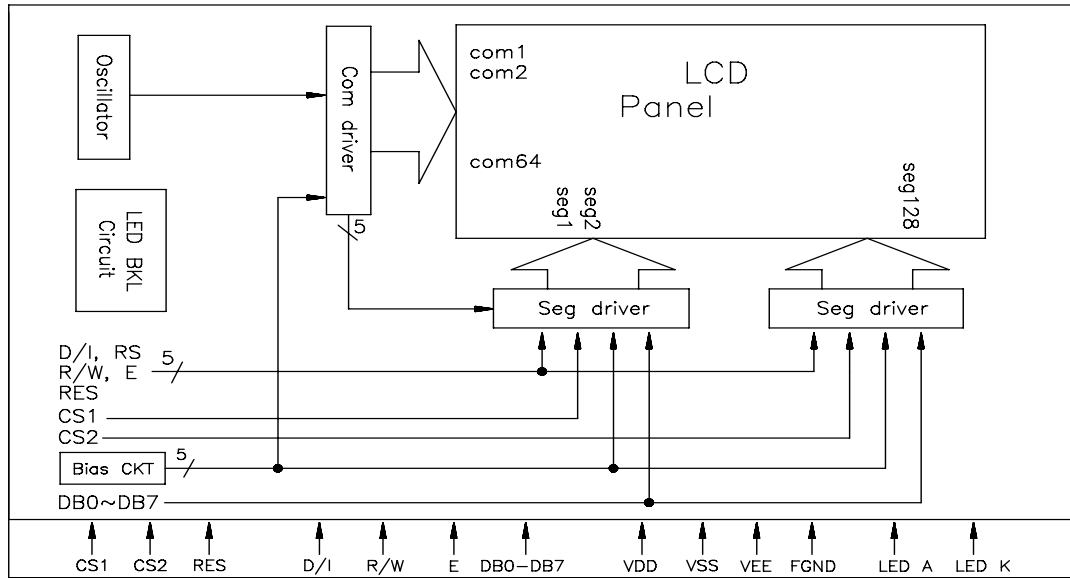 Oscillator
Com driver
com1
com2
LCD
Panel
com64
seg1
seg2
seg128
5
LED BKL
Circuit
Seg driver
Seg driver
D/I, RS
R/W, E
RES
5
CS1
CS2
Bias CKT
5
DB0~DB7
CS1 CS2 RES D/I R/W E DB0-DB7 VDD VSS VEE FGND LED A LED K